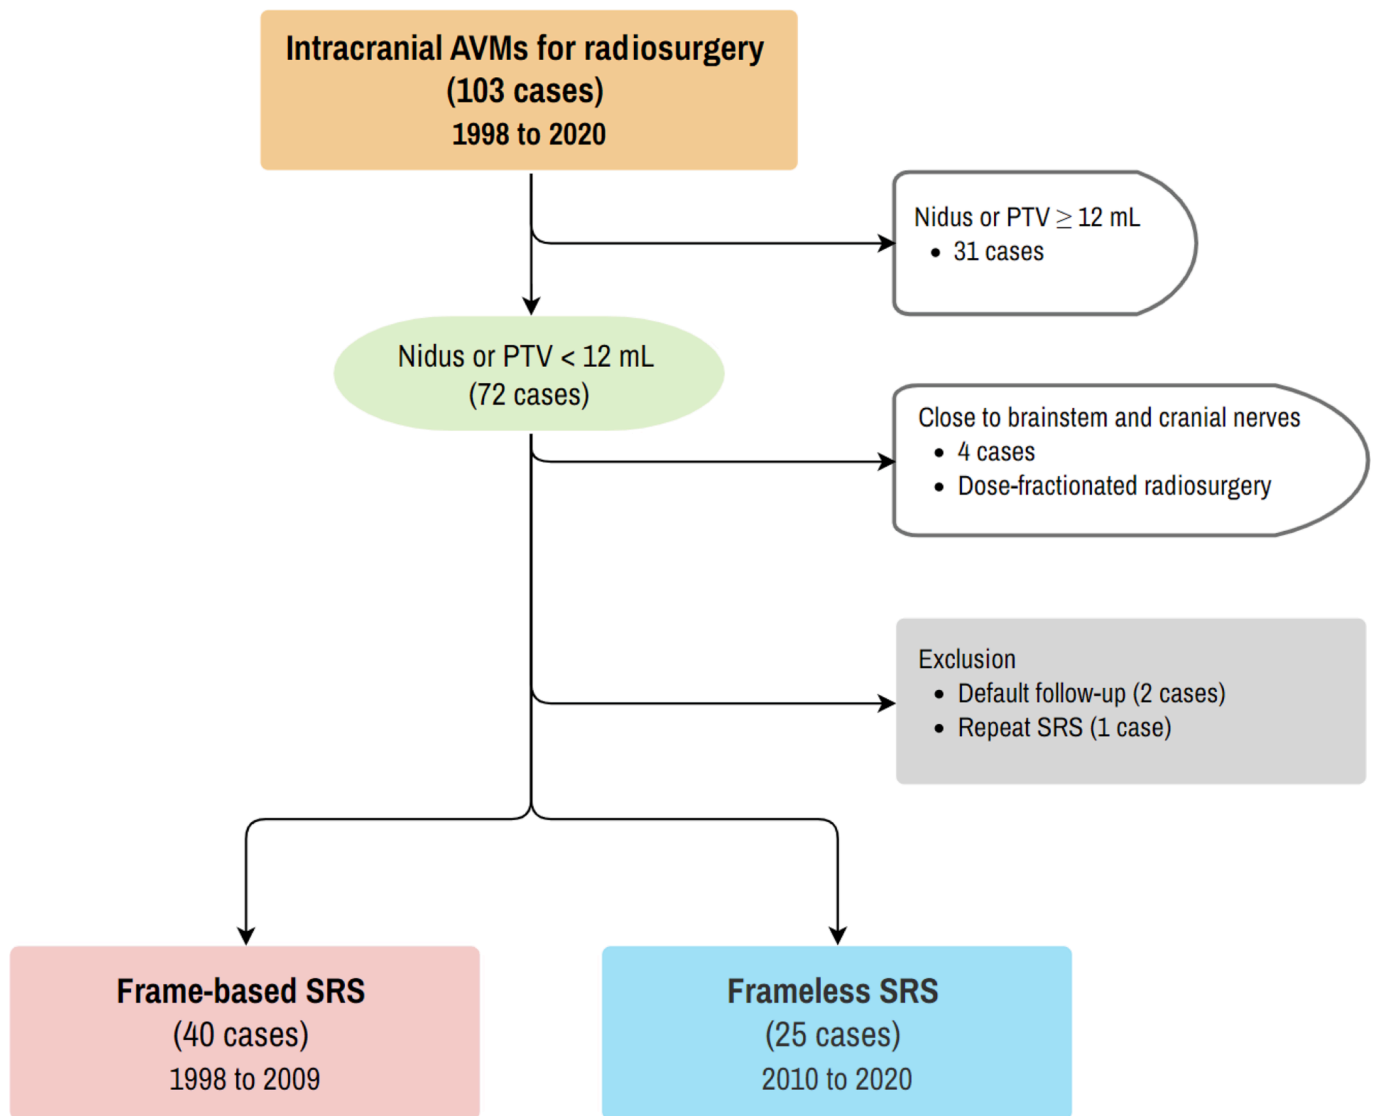 Intracranial AVMs for radiosurgery
(103 cases)
1998 to 2020
Nidus or PTV ≥ 12 mL
• 31 cases
Nidus or PTV < 12 mL
(72 cases)
Close to brainstem and cranial nerves
• 4 cases
• Dose-fractionated radiosurgery
Exclusion
• Default follow-up (2 cases)
• Repeat SRS (1 case)
Frame-based SRS
(40 cases)
1998 to 2009
Frameless SRS
(25 cases)
2010 to 2020